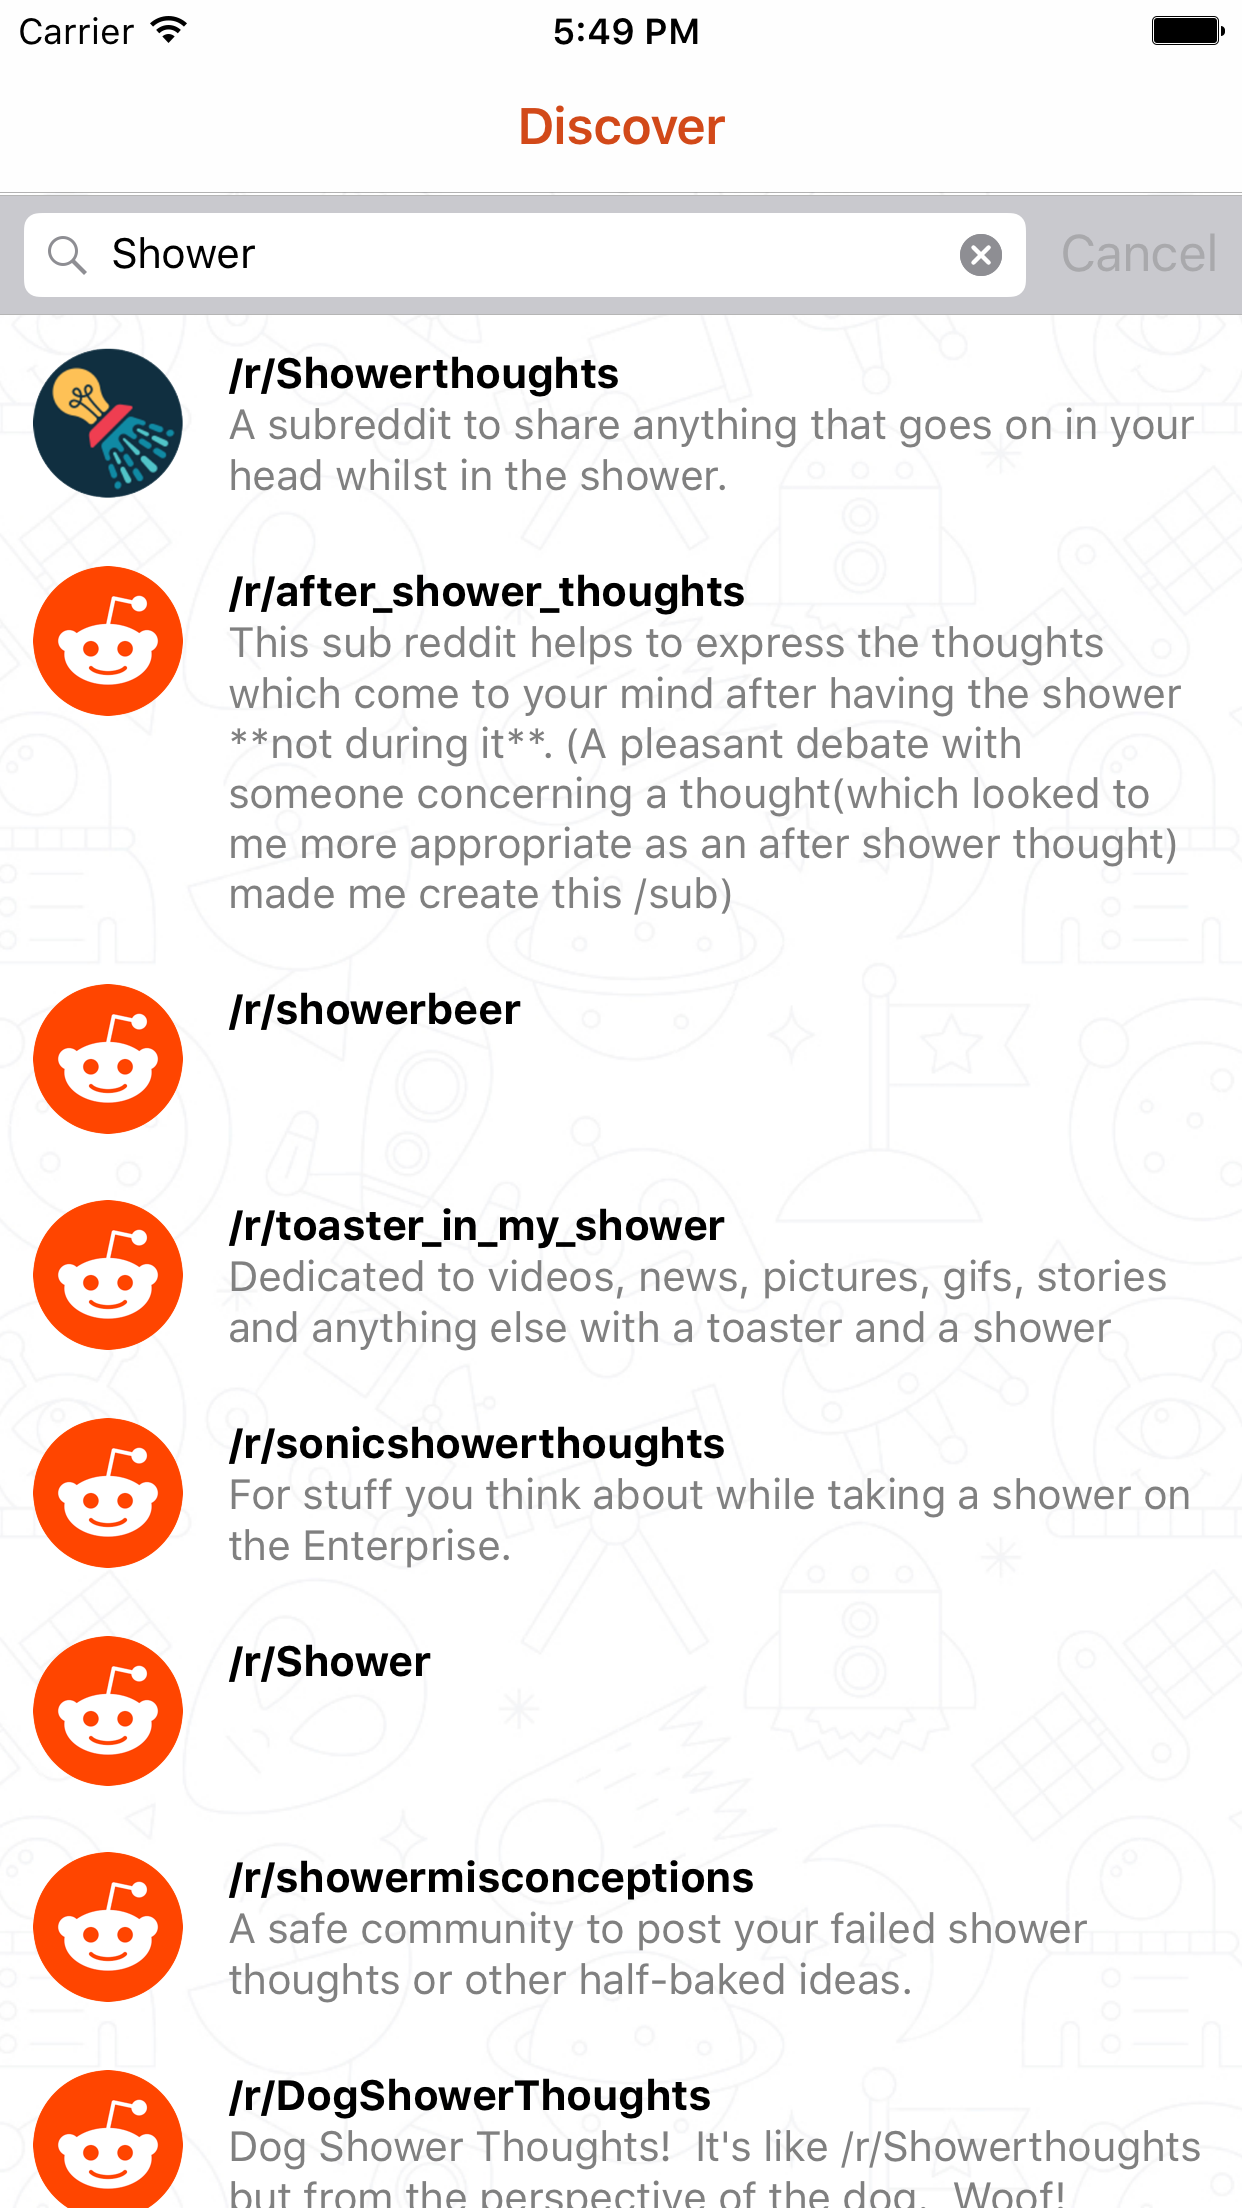 Carrier 5:49 PM
Discover
Shower Cancel
/r/Showerthoughts
A subreddit to share anything that goes on in your
head whilst in the shower.
/r/after_shower_thoughts
This sub reddit helps to express the thoughts
which come to your mind after having the shower
**not during it**. (A pleasant debate with
someone concerning a thought(which looked to
me more appropriate as an after shower thought)
made me create this /sub)
/r/showerbeer
/r/toaster_in_my_shower
Dedicated to videos, news, pictures, gifs, stories
and anything else with a toaster and a shower
/r/sonicshowerthoughts
For stuff you think about while taking a shower on
the Enterprise.
/r/Shower
/r/showermisconceptions
A safe community to post your failed shower
thoughts or other half-baked ideas.
/r/DogShowerThoughts
Dog Shower Thoughts!  It's like /r/Showerthoughts
but from the perspective of the dog.  Woof!